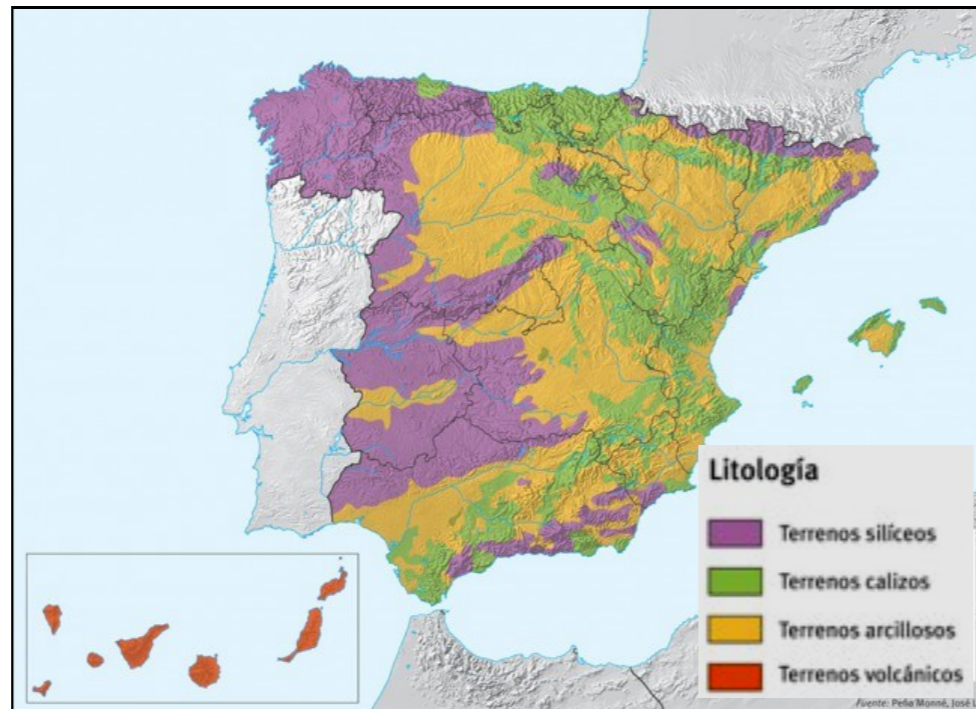 Litología
Terrenos silíceos
Terrenos calizos
Terrenos arcillosos
Terrenos volcánicos
Fuente: Peña Monné, José L